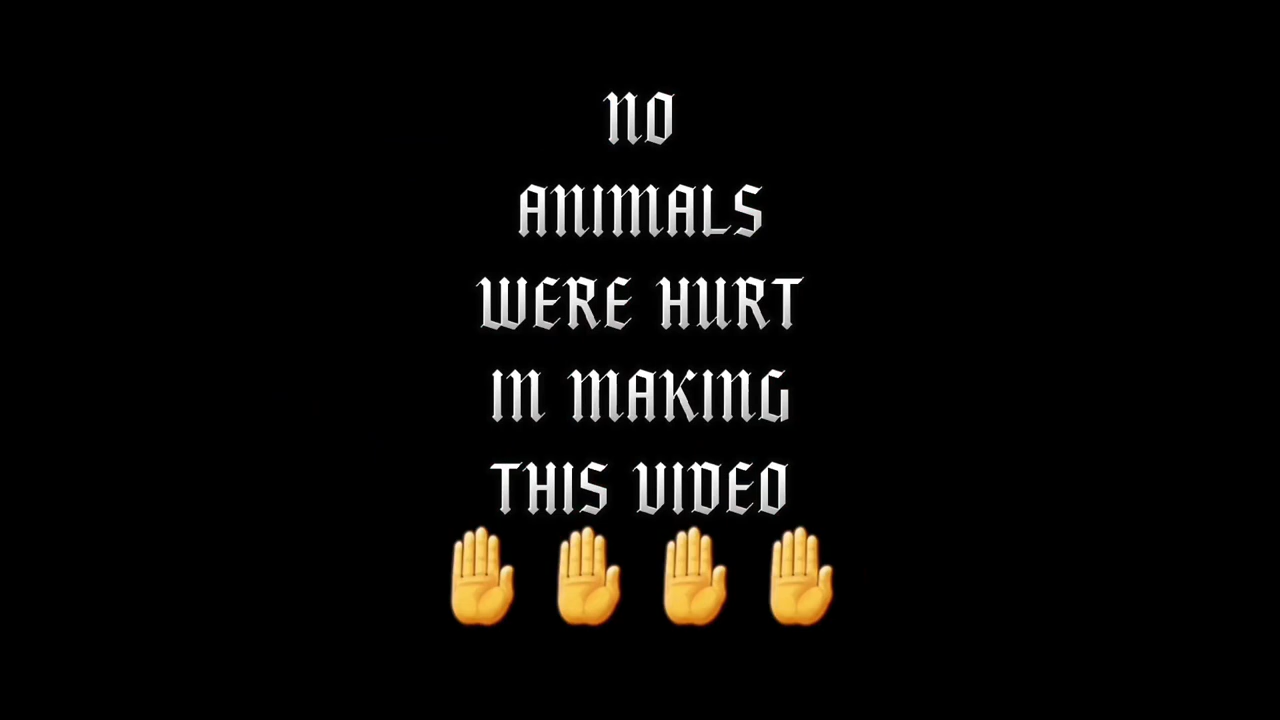 NO
ANIMALS
WERE HURT
IN MAKING
THIS VIDEO
🤚 🤚 🤚 🤚